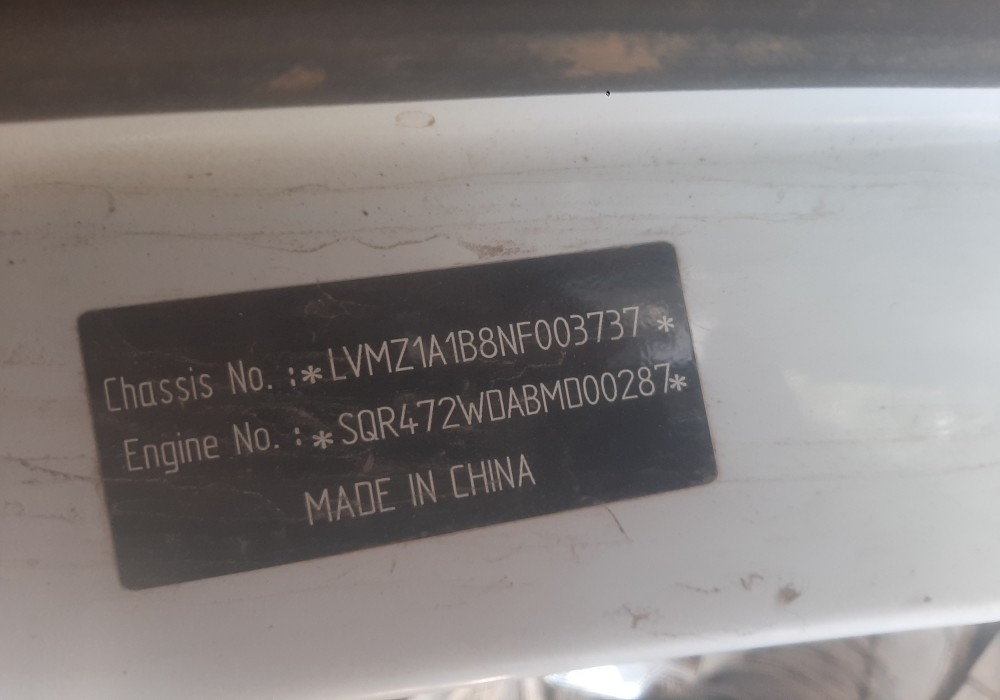 Chassis No. :*LVMZ1A1B8NF003737*
Engine No. :*SQR472WDABMD00287*
MADE IN CHINA